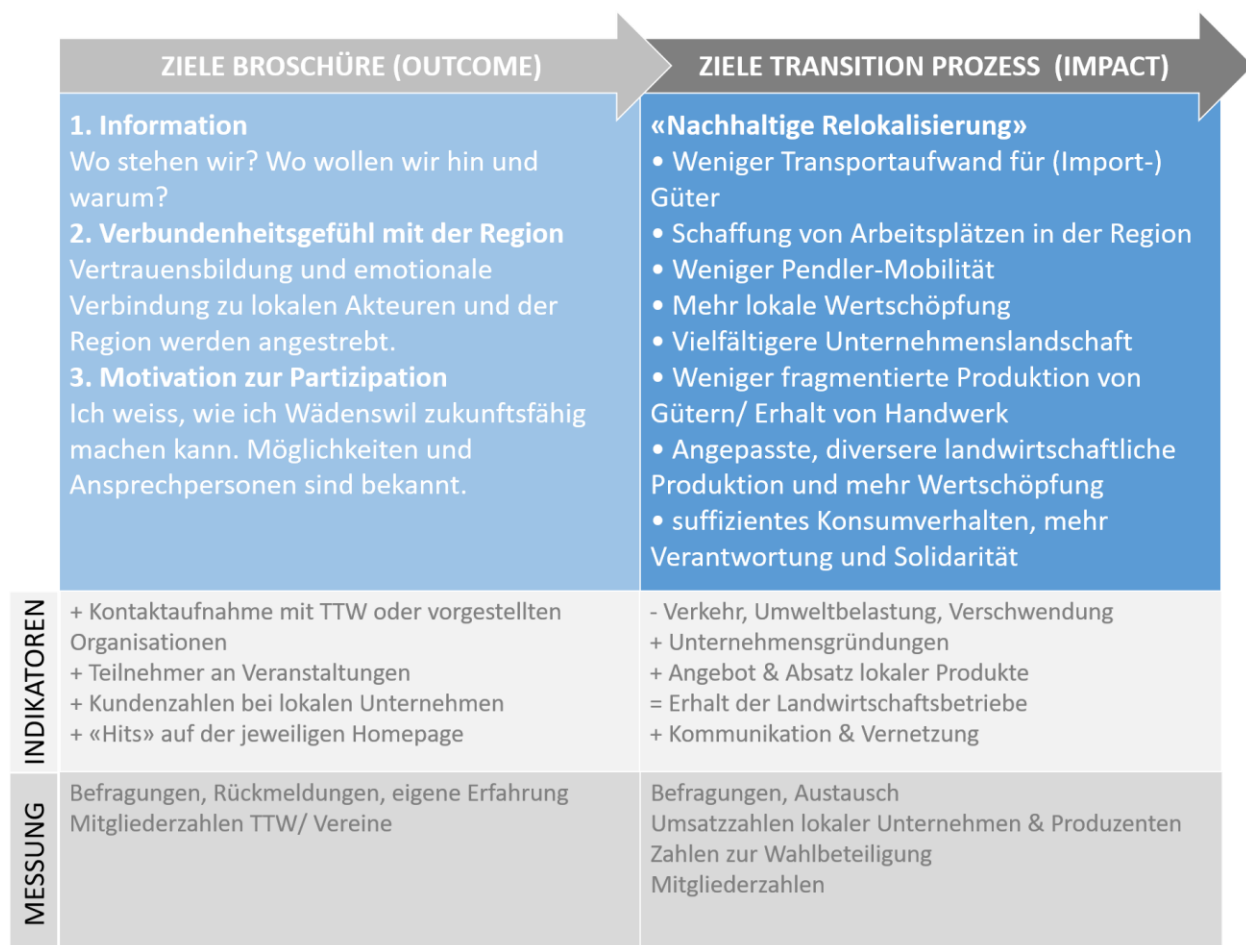 ZIELE BROSCHÜRE (OUTCOME)
ZIELE TRANSITION PROZESS  (IMPACT)
1. Information
Wo stehen wir? Wo wollen wir hin und
warum?
2. Verbundenheitsgefühl mit der Region
Vertrauensbildung und emotionale
Verbindung zu lokalen Akteuren und der
Region werden angestrebt.
3. Motivation zur Partizipation
Ich weiss, wie ich Wädenswil zukunftsfähig
machen kann. Möglichkeiten und
Ansprechpersonen sind bekannt.
«Nachhaltige Relokalisierung»
• Weniger Transportaufwand für (Import-)
Güter
• Schaffung von Arbeitsplätzen in der Region
• Weniger Pendler-Mobilität
• Mehr lokale Wertschöpfung
• Vielfältigere Unternehmenslandschaft
• Weniger fragmentierte Produktion von
Gütern/ Erhalt von Handwerk
• Angepasste, diversere landwirtschaftliche
Produktion und mehr Wertschöpfung
• suffizientes Konsumverhalten, mehr
Verantwortung und Solidarität
INDIKATOREN
+ Kontaktaufnahme mit TTW oder vorgestellten
Organisationen
+ Teilnehmer an Veranstaltungen
+ Kundenzahlen bei lokalen Unternehmen
+ «Hits» auf der jeweiligen Homepage
- Verkehr, Umweltbelastung, Verschwendung
+ Unternehmensgründungen
+ Angebot & Absatz lokaler Produkte
= Erhalt der Landwirtschaftsbetriebe
+ Kommunikation & Vernetzung
MESSUNG
Befragungen, Rückmeldungen, eigene Erfahrung
Mitgliederzahlen TTW/ Vereine
Befragungen, Austausch
Umsatzzahlen lokaler Unternehmen & Produzenten
Zahlen zur Wahlbeteiligung
Mitgliederzahlen